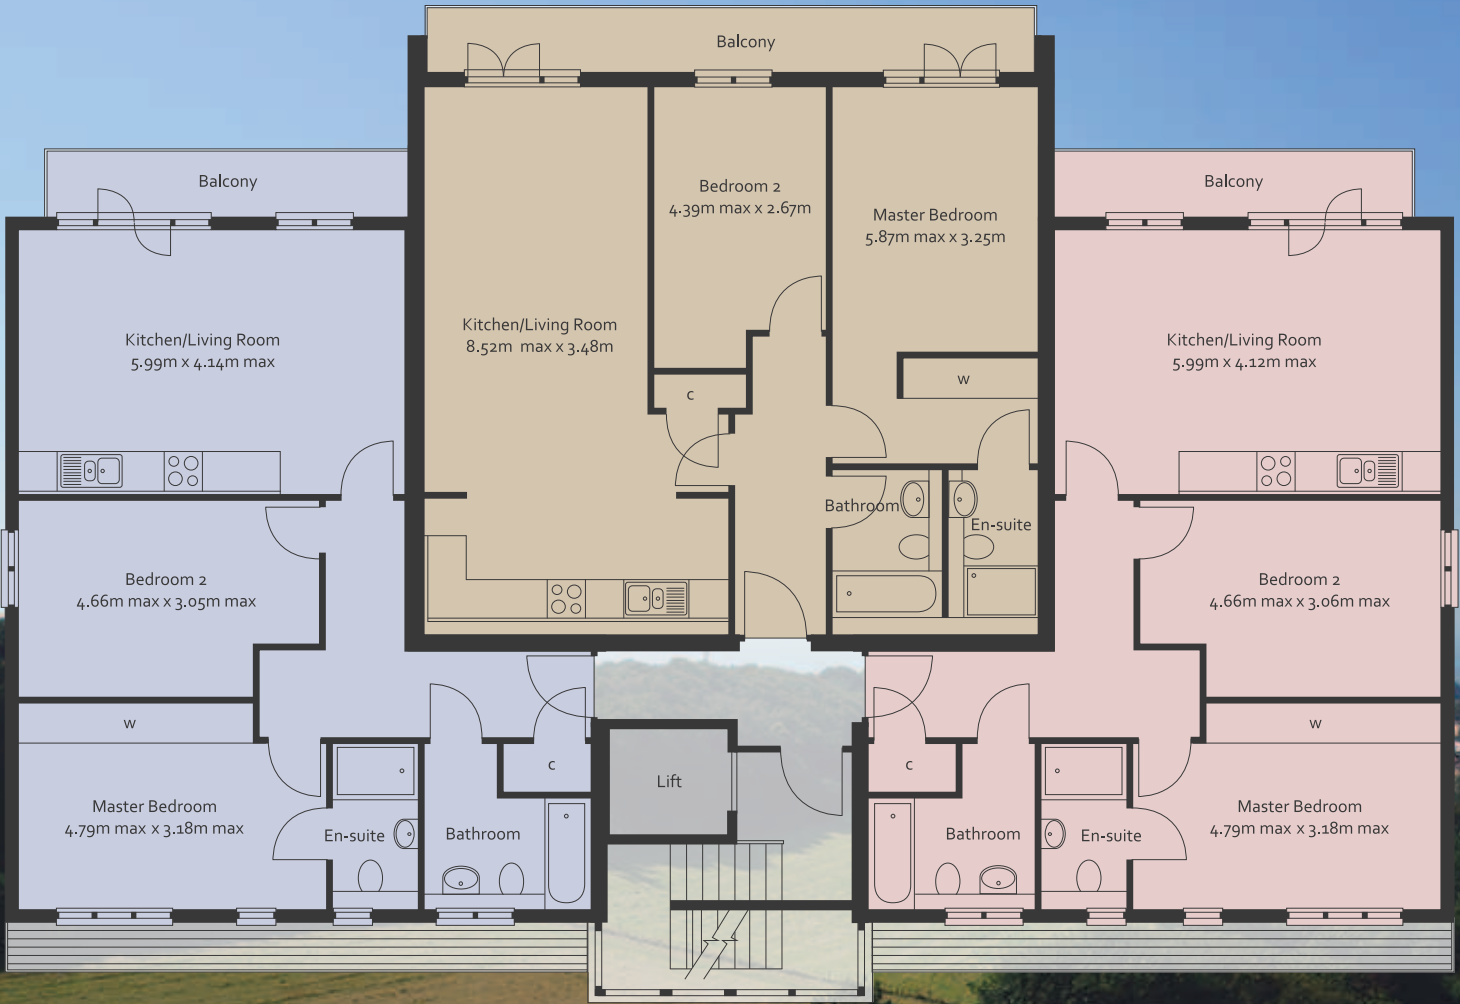 Balcony
Balcony
Bedroom 2
4.39m max x 2.67m
Master Bedroom
5.87m max x 3.25m
Balcony
Kitchen/Living Room
8.52m  max x 3.48m
Kitchen/Living Room
5.99m x 4.14m max
Kitchen/Living Room
5.99m x 4.12m max
w
c
Bathroom
En-suite
Bedroom 2
4.66m max x 3.05m max
Bedroom 2
4.66m max x 3.06m max
w
w
c
Lift
c
Master Bedroom
4.79m max x 3.18m max
En-suite
Bathroom
Bathroom
En-suite
Master Bedroom
4.79m max x 3.18m max